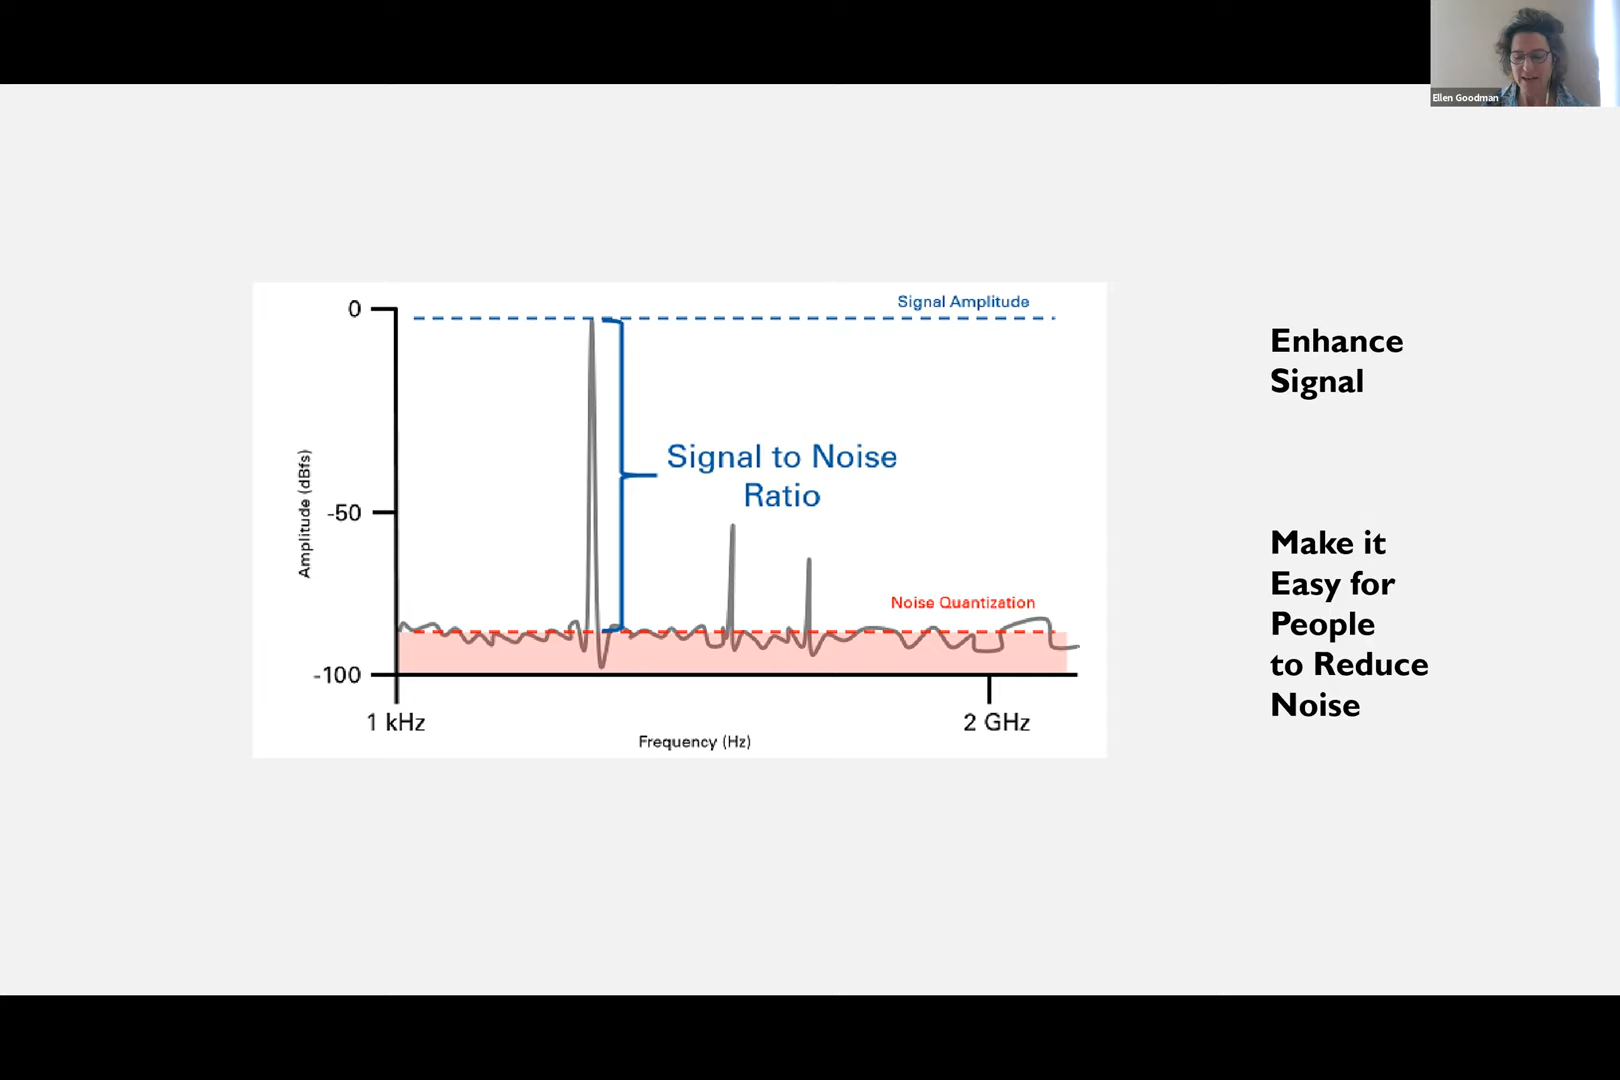 Ellen Goodman
0
Signal Amplitude
Enhance
Signal
Signal to Noise
Ratio
Amplitude (dBfs)
-50
Make it
Easy for
People
to Reduce
Noise
Noise Quantization
-100
1 kHz
2 GHz
Frequency (Hz)